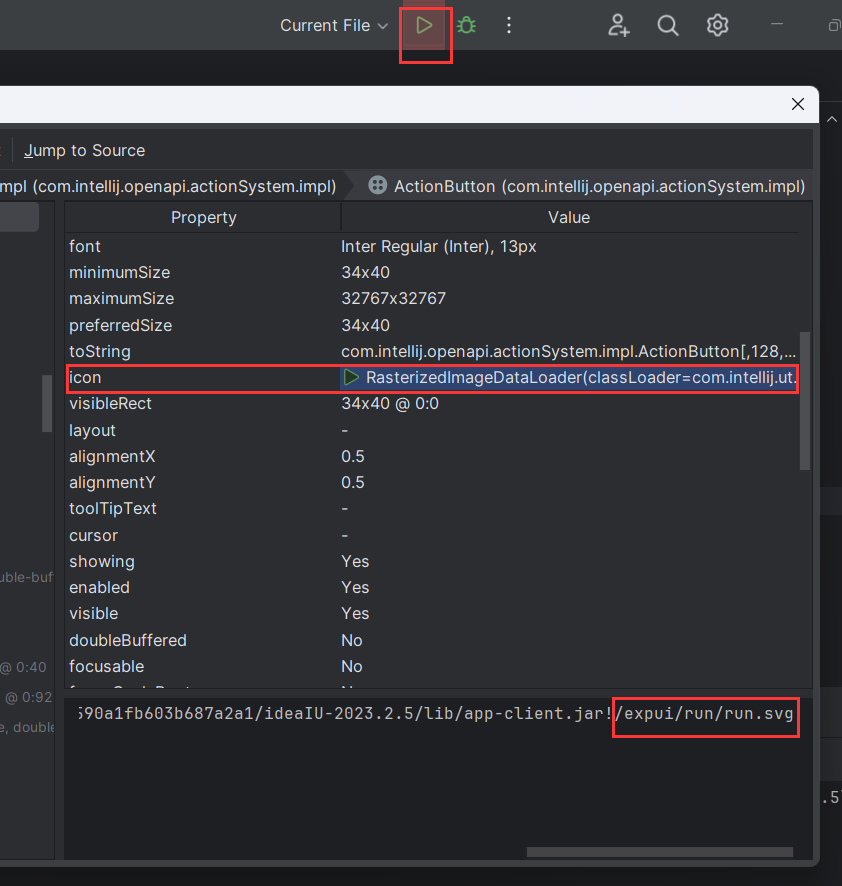 Current File
Jump to Source
mpl (com.intellij.openapi.actionSystem.impl) ActionButton (com.intellij.openapi.actionSystem.impl)
Property Value
font Inter Regular (Inter), 13px
minimumSize 34x40
maximumSize 32767x32767
preferredSize 34x40
toString com.intellij.openapi.actionSystem.impl.ActionButton[,128,...
icon RasterizedImageDataLoader(classLoader=com.intellij.ut.
visibleRect 34x40 @ 0:0
layout -
alignmentX 0.5
alignmentY 0.5
toolTipText -
cursor -
showing Yes
uble-buf
enabled Yes
visible Yes
doubleBuffered No
@ 0:40
focusable No
@ 0:92
590a1fb603b687a2a1/ideaIU-2023.2.5/lib/app-client.jar!/expui/run/run.svg
e, double
.5